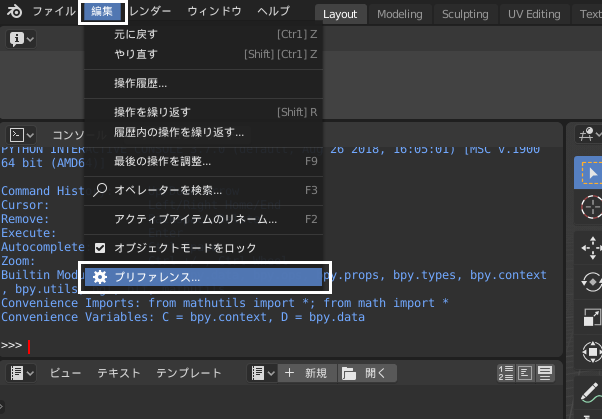 ファイル 編集 レンダー ウィンドウ ヘルプ Layout Modeling Sculpting UV Editing Text
元に戻す [Ctrl] Z
やり直す [Shift] [Ctrl] Z
操作履歴...
操作を繰り返す [Shift] R
履歴内の操作を繰り返す...
最後の操作を調整... F9
オペレーターを検索... F3
アクティブアイテムのリネーム... F2
オブジェクトモードをロック
プリファレンス...
コンソール
PYTHON INTERACTIVE 26 2018, 16:05:01) [MSC v.1900
64 bit (AMD64
Command Hist
Cursor:
Remove:
Execute:
Autocomplete
Zoom:
Builtin Modu py.props, bpy.types, bpy.context
, bpy.utils
Convenience Imports: from mathutils import *; from math import *
Convenience Variables: C = bpy.context, D = bpy.data
>>>
ビュー テキスト テンプレート + 新規 開く